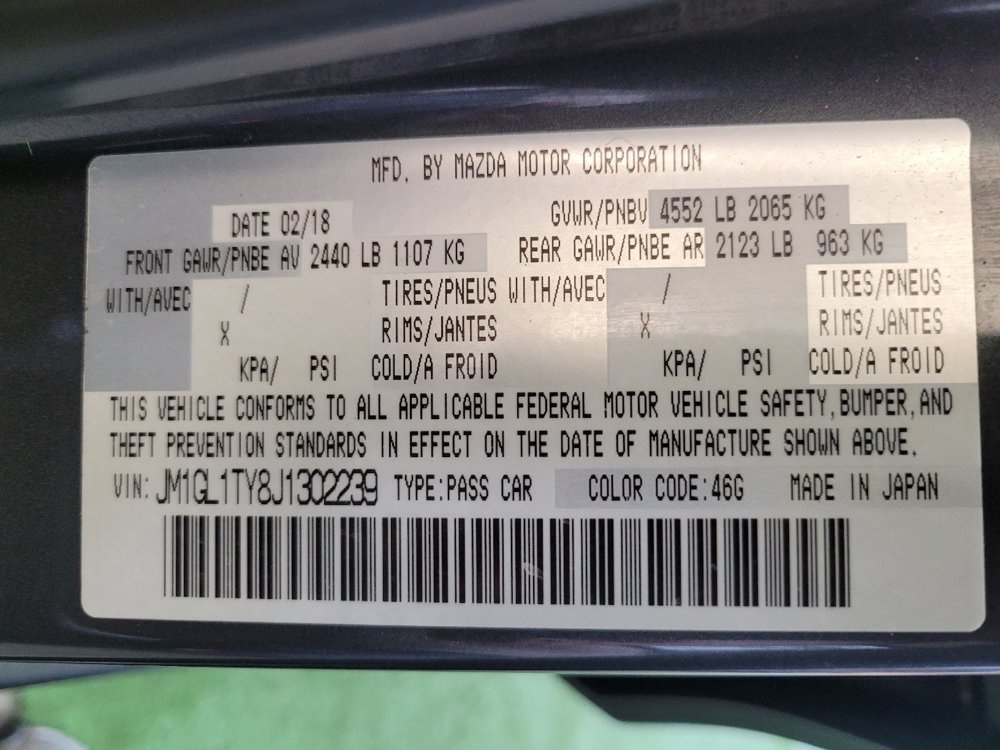 MFD. BY MAZDA MOTOR CORPORATION
DATE 02/18 GVWR/PNBV 4552 LB 2065 KG
FRONT GAWR/PNBE AV 2440 LB 1107 KG REAR GAWR/PNBE AR 2123 LB 963 KG
WITH/AVEC / TIRES/PNEUS WITH/AVEC / TIRES/PNEUS
X RIMS/JANTES X RIMS/JANTES
KPA/ PSI COLD/A FROID KPA/ PSI COLD/A FROID
THIS VEHICLE CONFORMS TO ALL APPLICABLE FEDERAL MOTOR VEHICLE SAFETY, BUMPER, AND
THEFT PREVENTION STANDARDS IN EFFECT ON THE DATE OF MANUFACTURE SHOWN ABOVE.
VIN: JM1GL1TY8J1302239 TYPE:PASS CAR COLOR CODE:46G MADE IN JAPAN